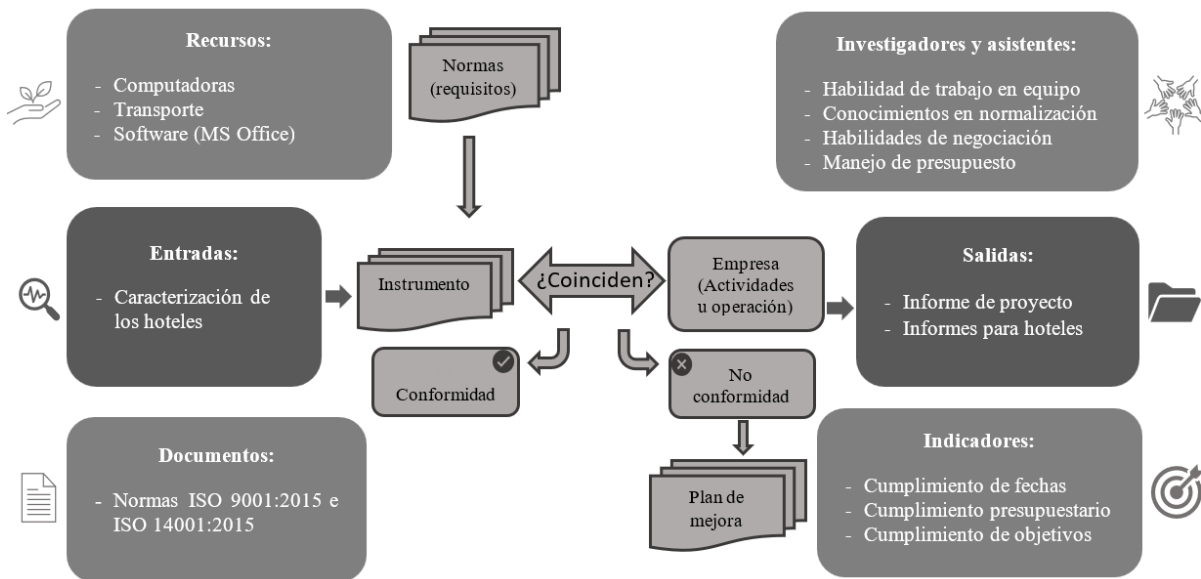 Recursos:
- Computadoras
- Transporte
- Software (MS Office)
Normas
(requisitos)
Investigadores y asistentes:
- Habilidad de trabajo en equipo
- Conocimientos en normalización
- Habilidades de negociación
- Manejo de presupuesto
Entradas:
- Caracterización de
los hoteles
Instrumento
¿Coinciden?
Empresa
(Actividades
u operación)
Salidas:
- Informe de proyecto
- Informes para hoteles
Conformidad
No
conformidad
Documentos:
- Normas ISO 9001:2015 e
ISO 14001:2015
Plan de
mejora
Indicadores:
- Cumplimiento de fechas
- Cumplimiento presupuestario
- Cumplimiento de objetivos